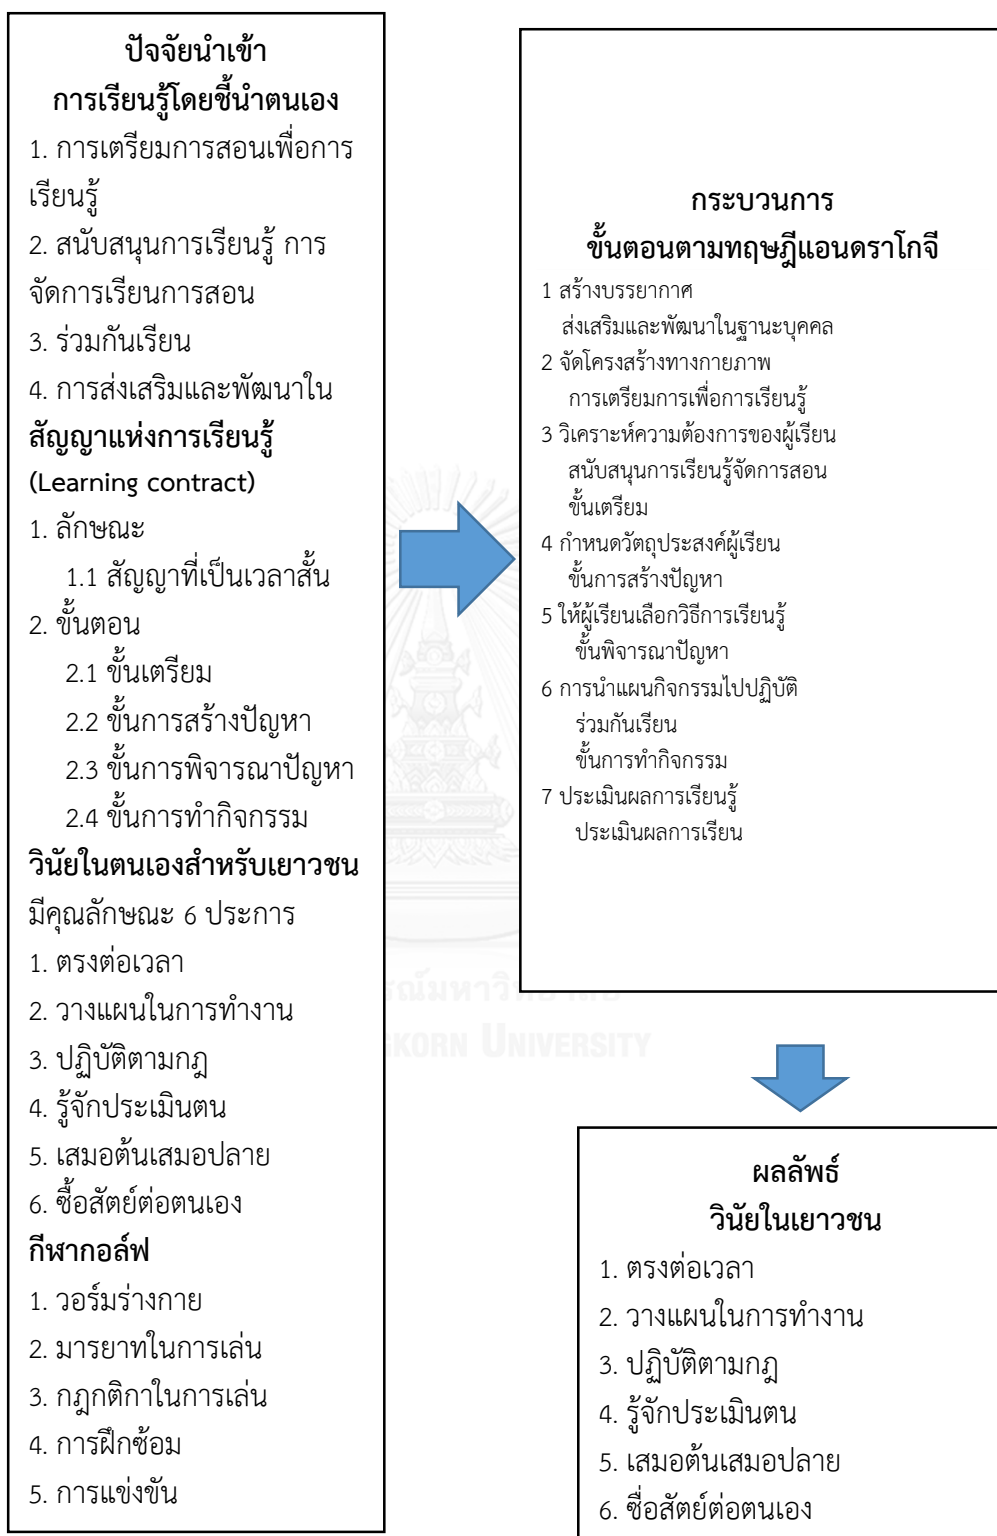 ปัจจัยนำเข้า
การเรียนรู้โดยชี้นำตนเอง
1. การเตรียมการสอนเพื่อการ
เรียนรู้
2. สนับสนุนการเรียนรู้ การ
จัดการเรียนการสอน
3. ร่วมกันเรียน
4. การส่งเสริมและพัฒนาใน
สัญญาแห่งการเรียนรู้
(Learning contract)
1. ลักษณะ
1.1 สัญญาที่เป็นเวลาสั้น
2. ขั้นตอน
2.1 ขั้นเตรียม
2.2 ขั้นการสร้างปัญหา
2.3 ขั้นการพิจารณาปัญหา
2.4 ขั้นการทำกิจกรรม
วินัยในตนเองสำหรับเยาวชน
มีคุณลักษณะ 6 ประการ
1. ตรงต่อเวลา
2. วางแผนในการทำงาน
3. ปฏิบัติตามกฎ
4. รู้จักประเมินตน
5. เสมอต้นเสมอปลาย
6. ซื้อสัตย์ต่อตนเอง
กีฬากอล์ฟ
1. วอร์มร่างกาย
2. มารยาทในการเล่น
3. กฎกติกาในการเล่น
4. การฝึกซ้อม
5. การแข่งขัน
กระบวนการ
ขั้นตอนตามทฤษฎีแอนดราโกจี
1 สร้างบรรยากาศ
ส่งเสริมและพัฒนาในฐานะบุคคล
2 จัดโครงสร้างทางกายภาพ
การเตรียมการเพื่อการเรียนรู้
3 วิเคราะห์ความต้องการของผู้เรียน
สนับสนุนการเรียนรู้จัดการสอน
ขั้นเตรียม
4 กำหนดวัตถุประสงค์ผู้เรียน
ขั้นการสร้างปัญหา
5 ให้ผู้เรียนเลือกวิธีการเรียนรู้
ขั้นพิจารณาปัญหา
6 การนำแผนกิจกรรมไปปฏิบัติ
ร่วมกันเรียน
ขั้นการทำกิจกรรม
7 ประเมินผลการเรียนรู้
ประเมินผลการเรียน
KORN UNIVERSITY
ผลลัพธ์
วินัยในเยาวชน
1. ตรงต่อเวลา
2. วางแผนในการทำงาน
3. ปฏิบัติตามกฎ
4. รู้จักประเมินตน
5. เสมอต้นเสมอปลาย
6. ซื่อสัตย์ต่อตนเอง